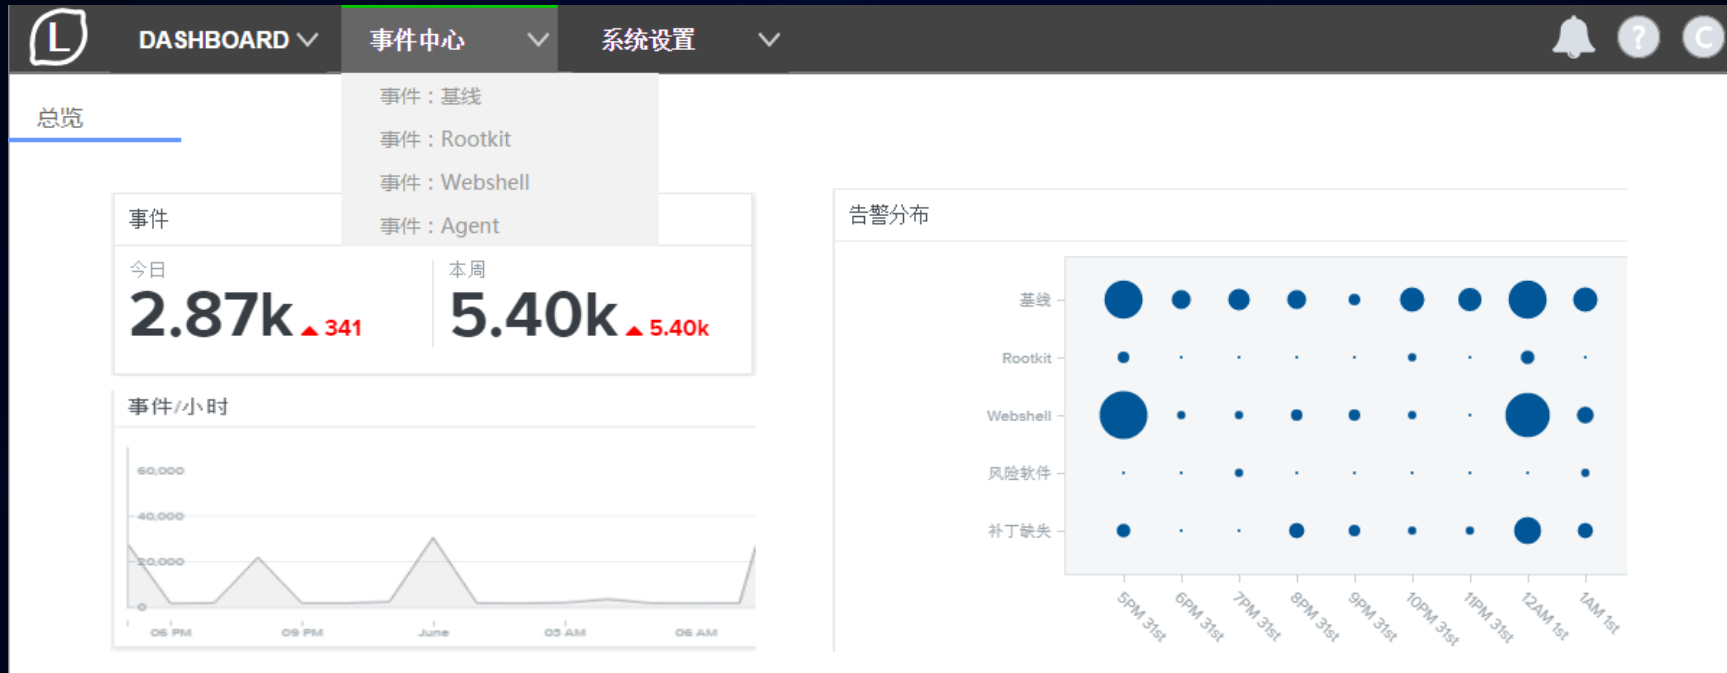 L DASHBOARD 事件中心 系统设置 ? C
事件：基线
事件：Rootkit
事件：Webshell
事件：Agent
总览
事件
今日 本周
2.87k 341 5.40k 5.40k
事件/小时
60,000
40,000
20,000
0
06 PM 09 PM June 03 AM 06 AM
告警分布
基线
Rootkit
Webshell
风险软件
补丁缺失
5PM 31st 6PM 31st 7PM 31st 8PM 31st 9PM 31st 10PM 31st 11PM 31st 12AM 1st 1AM 1st